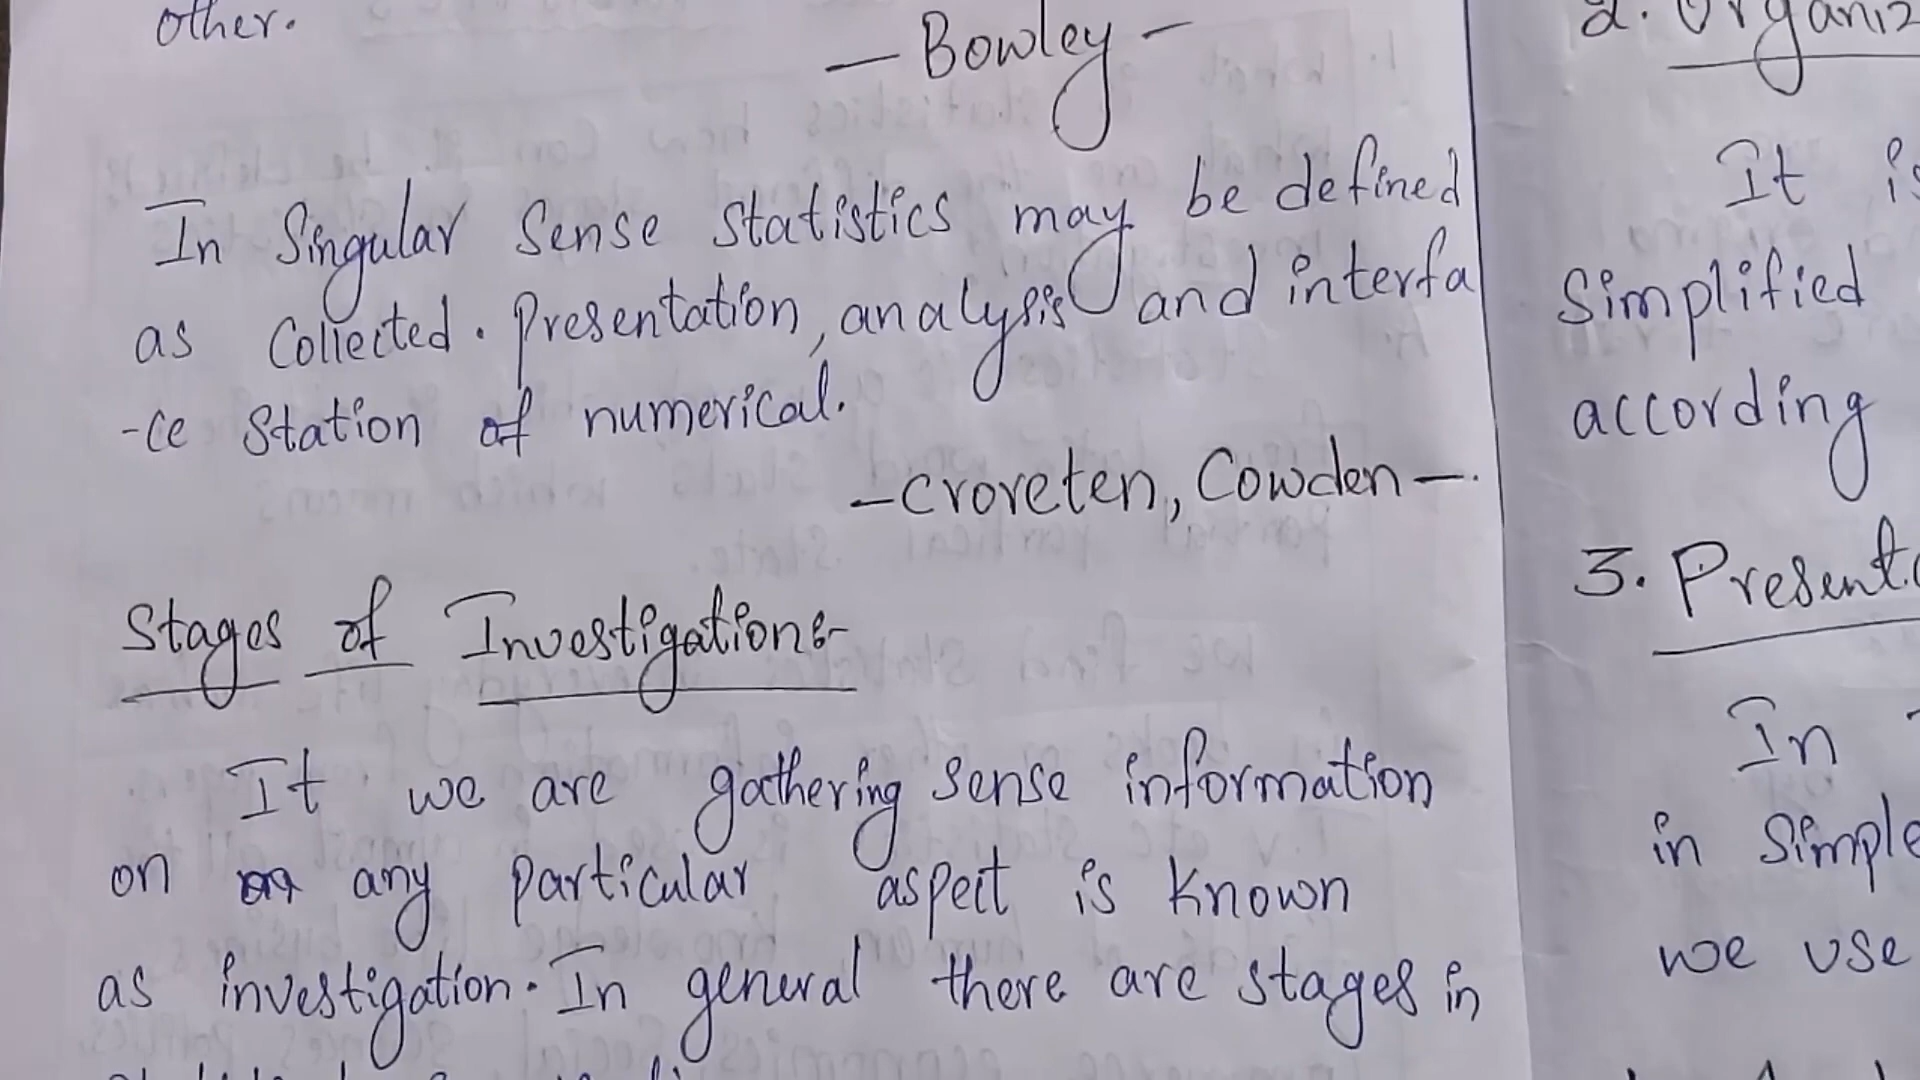 other.
— Bowley —
In Singular Sense Statistics may be defined
as Collected. Presentation, analysis and interfa
-ce Station of numerical.
— Croreten, Cowden —.
Stages of Investigation:-
It we are gathering sense information
on any particular aspect is known
as investigation. In general there are stages in
2. Organiz
It is
Simplified
according
3. Presenta
In
in Simple
we use